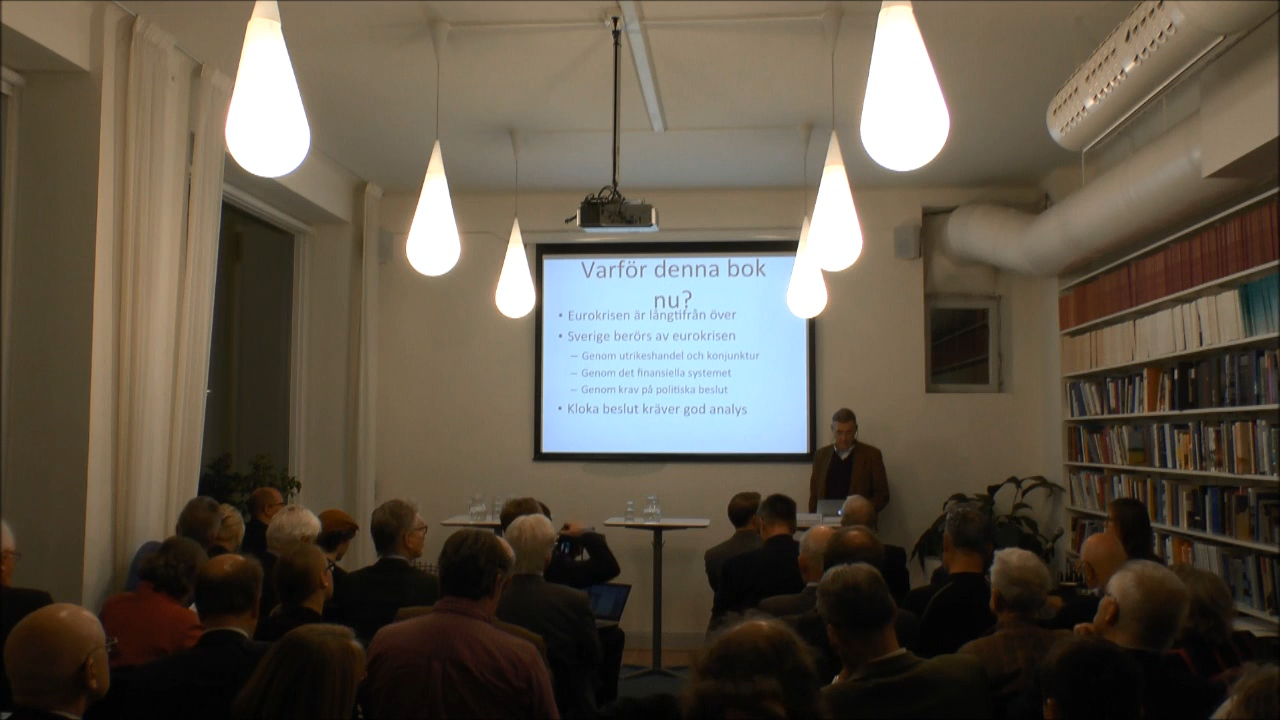 Varför denna bok
nu?
• Eurokrisen är långtifrån över
• Sverige berörs av eurokrisen
– Genom utrikeshandel och konjunktur
– Genom det finansiella systemet
– Genom krav på politiska beslut
• Kloka beslut kräver god analys